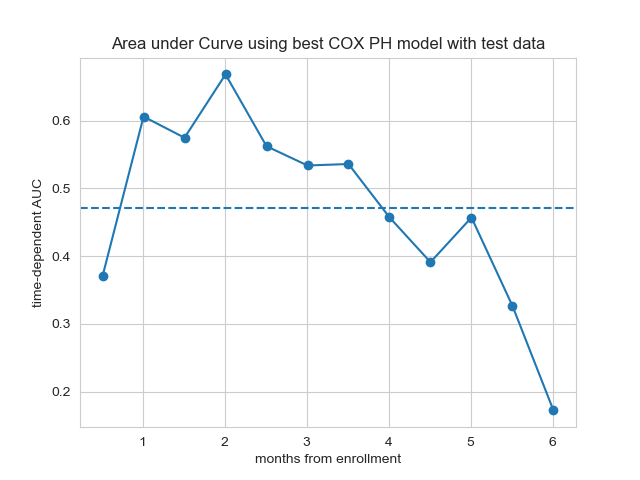 Area under Curve using best COX PH model with test data
time-dependent AUC
0.6
0.5
0.4
0.3
0.2
1 2 3 4 5 6
months from enrollment